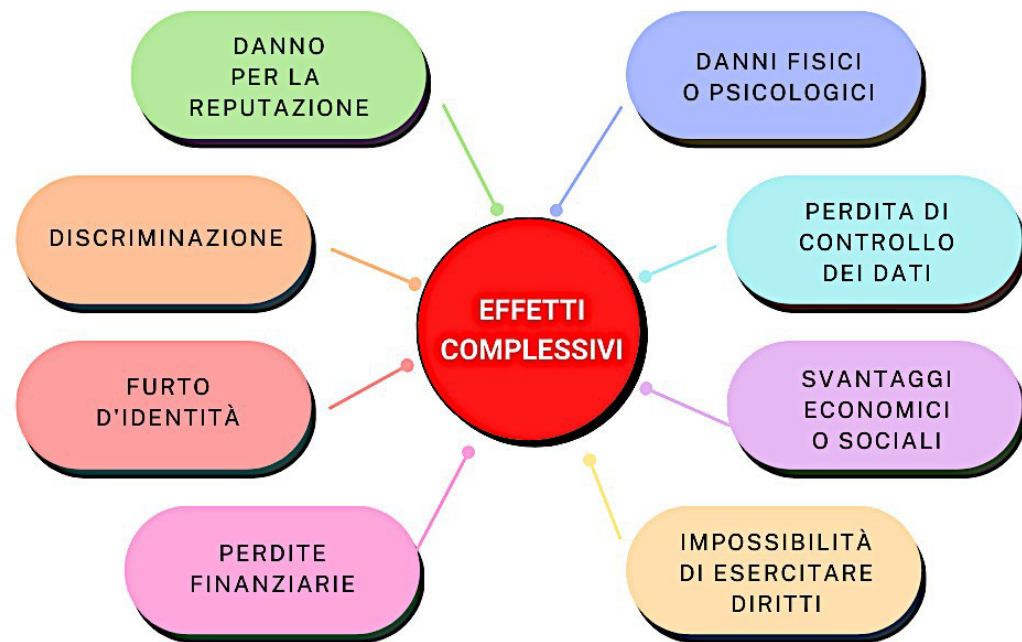 DANNO
PER LA
REPUTAZIONE
DANNI FISICI
O PSICOLOGICI
DISCRIMINAZIONE
PERDITA DI
CONTROLLO
DEI DATI
EFFETTI
COMPLESSIVI
FURTO
D'IDENTITÀ
SVANTAGGI
ECONOMICI
O SOCIALI
PERDITE
FINANZIARIE
IMPOSSIBILITÀ
DI ESERCITARE
DIRITTI